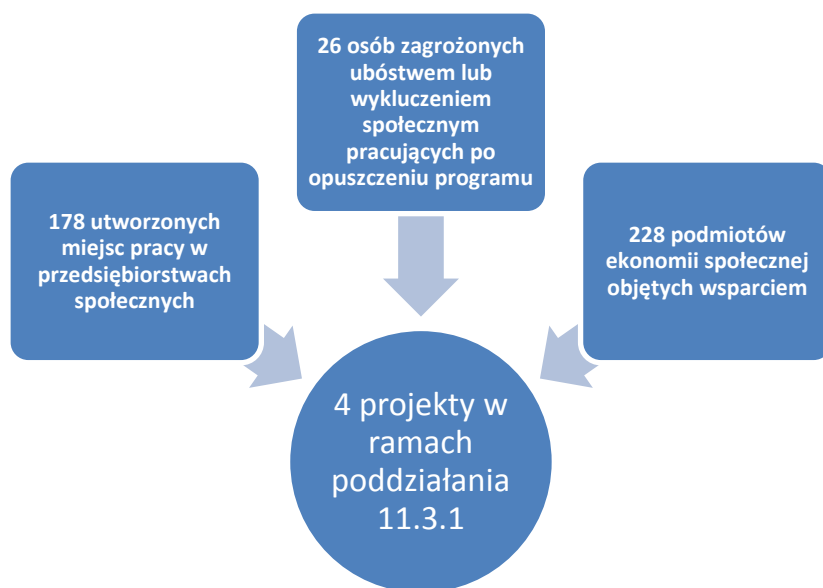 26 osób zagrożonych
ubóstwem lub
wykluczeniem
społecznym
pracujących po
opuszczeniu programu
178 utworzonych
miejsc pracy w
przedsiębiorstwach
społecznych
228 podmiotów
ekonomii społecznej
objętych wsparciem
4 projekty w
ramach
poddziałania
11.3.1